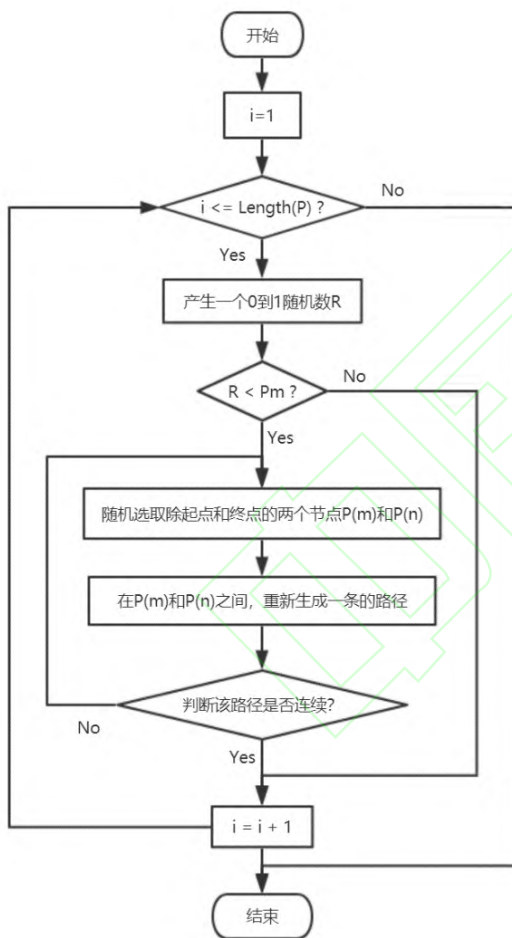 开始
i=1
i <= Length(P) ?
No
Yes
产生一个0到1随机数R
R < Pm ?
No
Yes
随机选取除起点和终点的两个节点P(m)和P(n)
在P(m)和P(n)之间，重新生成一条的路径
判断该路径是否连续?
No
Yes
i = i + 1
结束